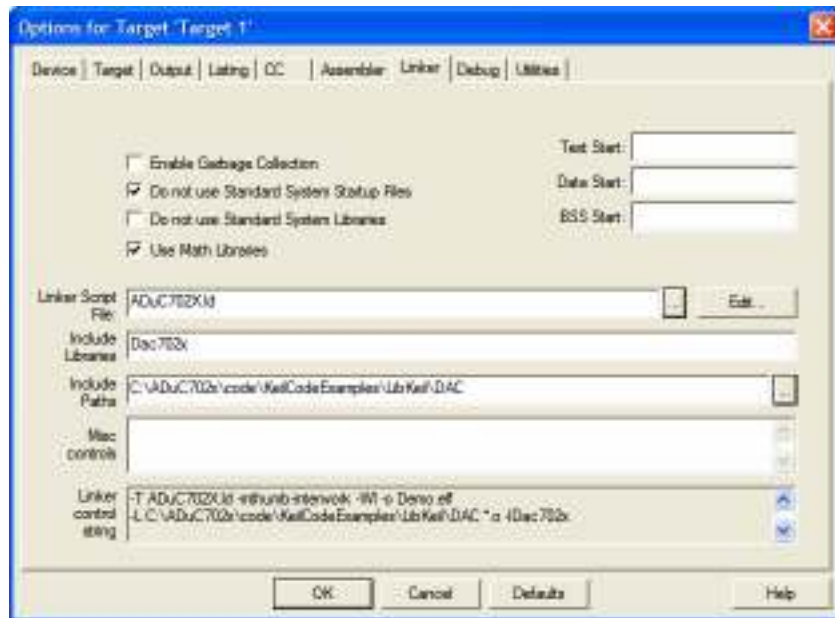 Options for Target 'Target 1'
Device Target Output Listing CC Assembler Linker Debug Utilities
Enable Garbage Collection
Do not use Standard System Startup Files
Do not use Standard System Libraries
Use Math Libraries
Text Start:
Data Start:
BSS Start:
Linker Script File: ADuC702X.ld ... Edit...
Include Libraries Dac702x
Include Paths C:\ADuC702x\code\KeilCodeExamples\LibKeil\DAC ...
Misc controls
Linker control string
-T ADuC702X.ld -mthumb-interwork -Wl -o Demo.elf
-L C:\ADuC702x\code\KeilCodeExamples\LibKeil\DAC *.o -lDac702x
OK Cancel Defaults Help